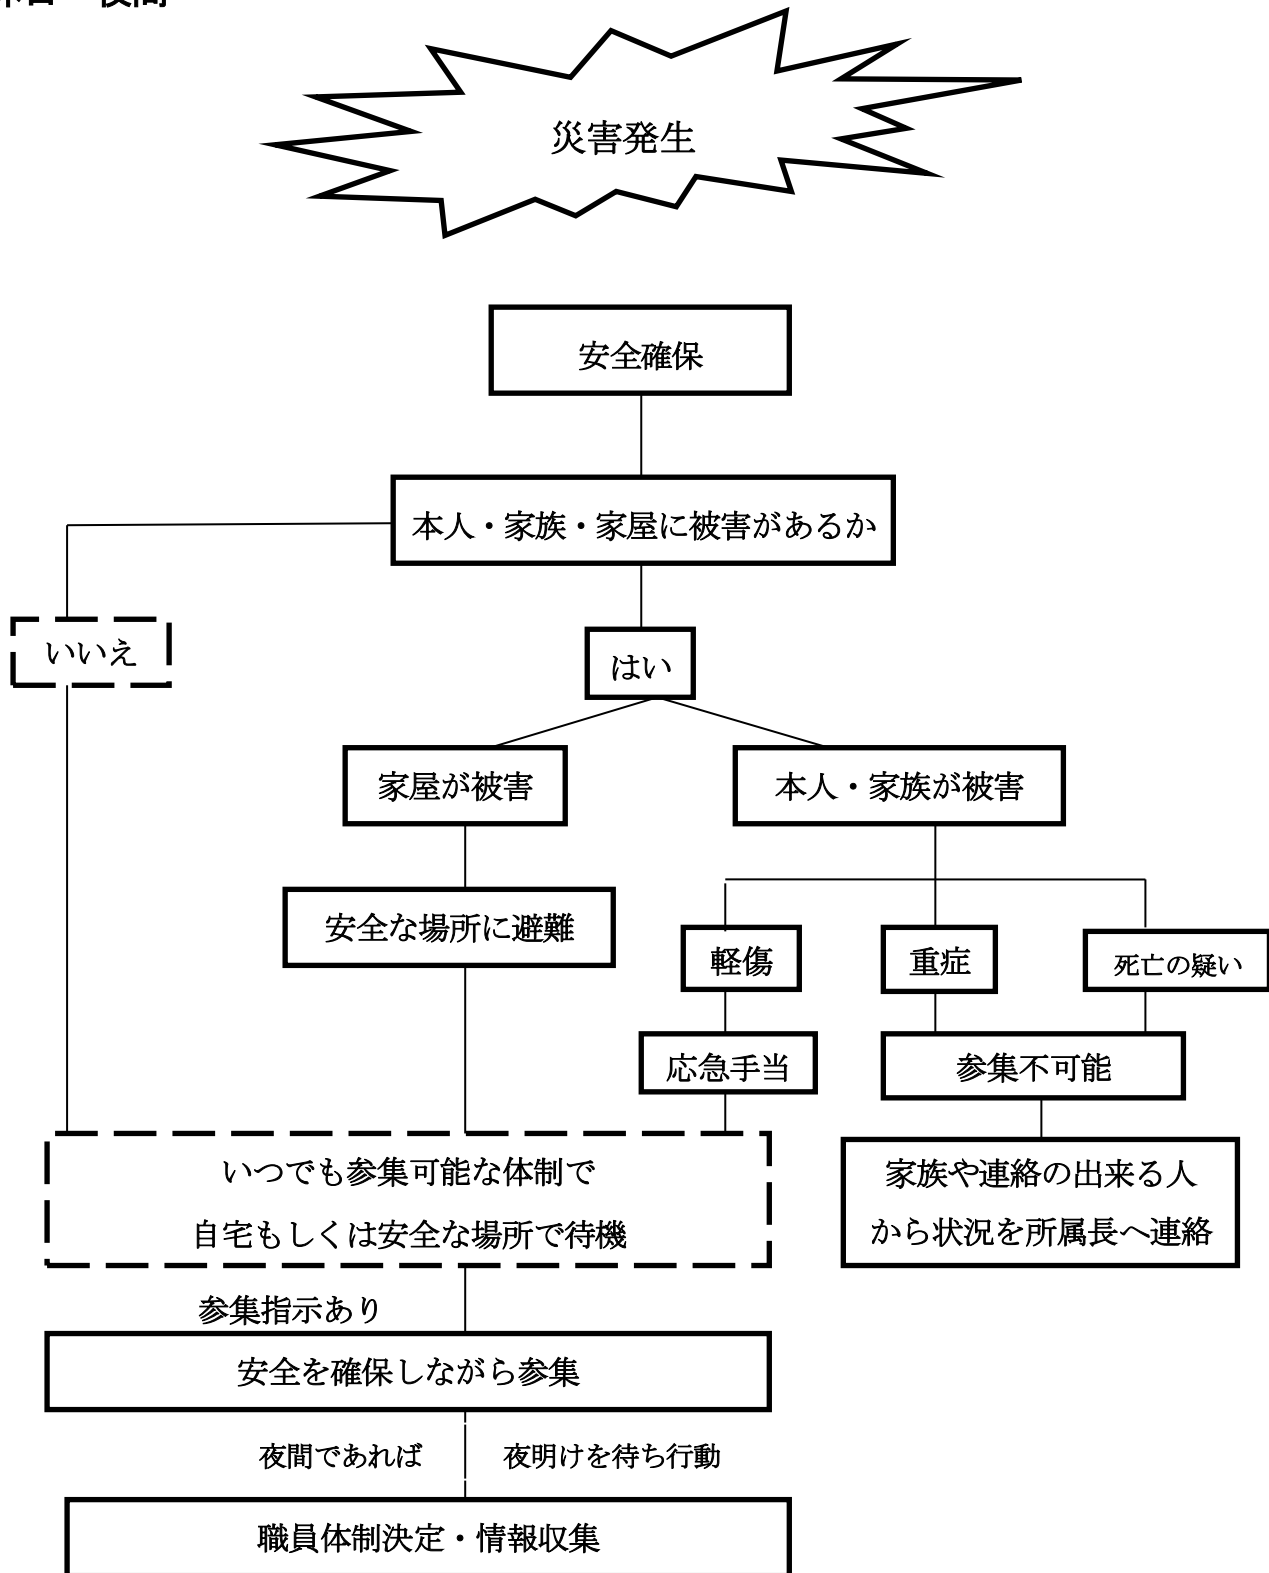 災害発生
安全確保
本人・家族・家屋に被害があるか
いいえ
はい
家屋が被害
本人・家族が被害
安全な場所に避難
軽傷
重症
死亡の疑い
応急手当
参集不可能
いつでも参集可能な体制で
自宅もしくは安全な場所で待機
家族や連絡の出来る人
から状況を所属長へ連絡
参集指示あり
安全を確保しながら参集
夜間であれば
夜明けを待ち行動
職員体制決定・情報収集